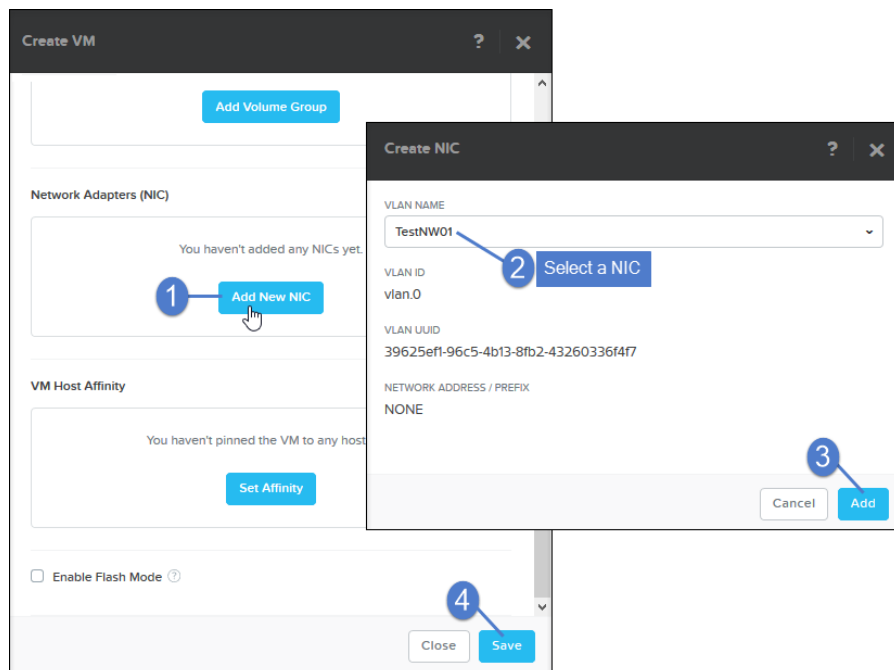 Create VM
?
Add Volume Group
Network Adapters (NIC)
You haven't added any NICs yet.
1
Add New NIC
VM Host Affinity
You haven't pinned the VM to any host
Set Affinity
Enable Flash Mode ?
4
Close
Save
Create NIC
?
VLAN NAME
TestNW01
2
Select a NIC
VLAN ID
vlan.0
VLAN UUID
39625ef1-96c5-4b13-8fb2-43260336f4f7
NETWORK ADDRESS / PREFIX
NONE
3
Cancel
Add